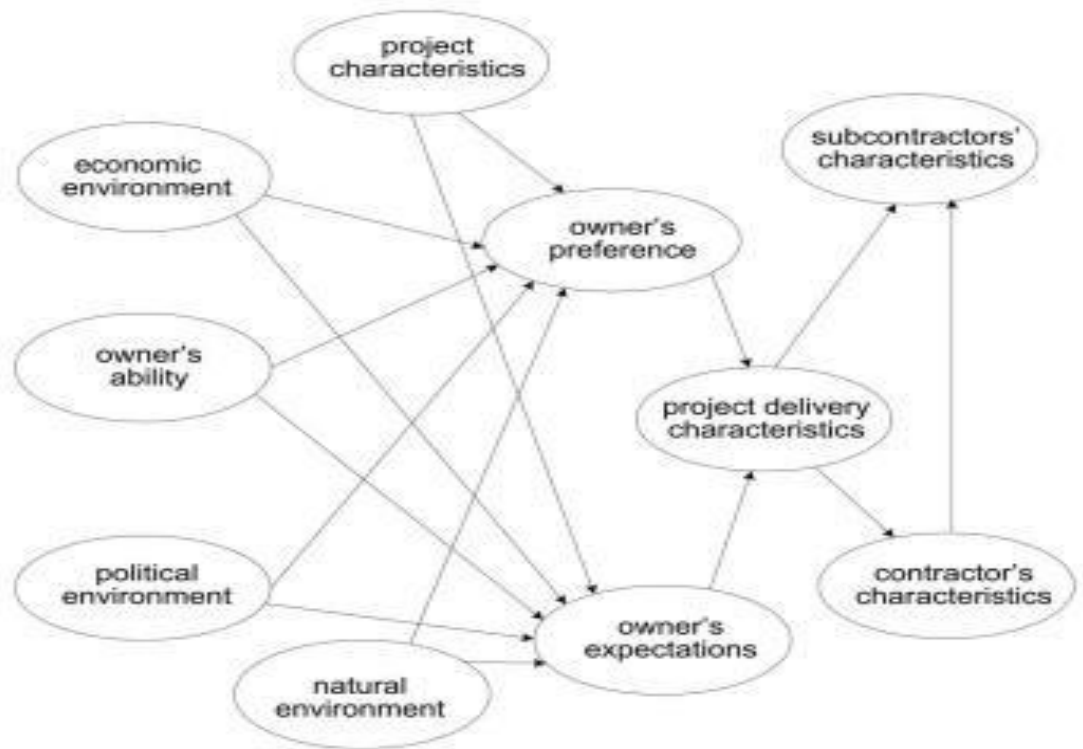 project
characteristics
subcontractors'
characteristics
economic
environment
owner's
preference
owner's
ability
project delivery
characteristics
political
environment
contractor's
characteristics
owner's
expectations
natural
environment